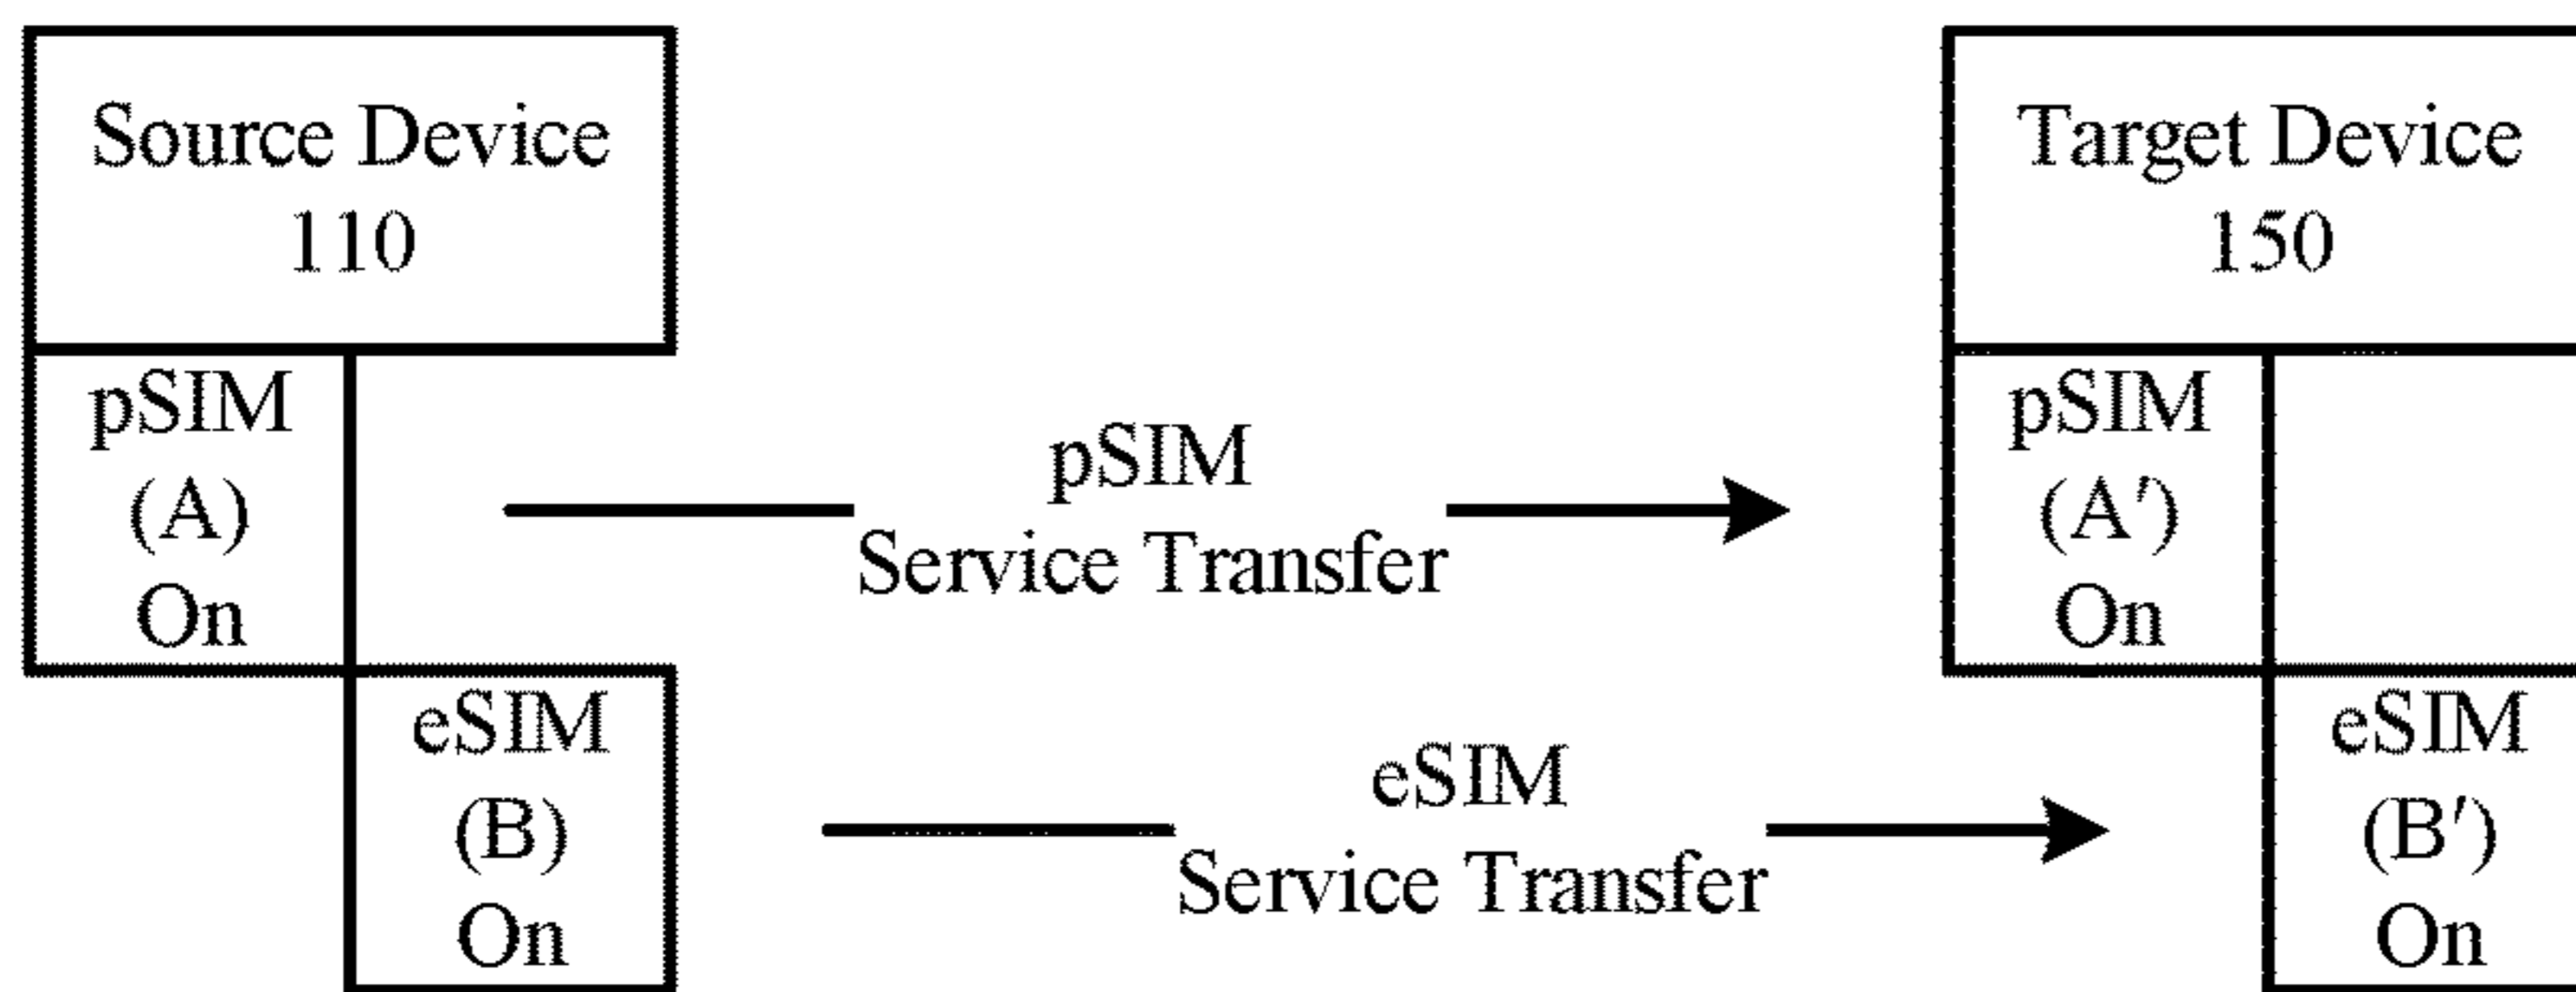 Source Device
110
Target Device
150
pSIM
(A)
On
pSIM
Service Transfer
pSIM
(A′)
On
eSIM
(B)
On
eSIM
Service Transfer
eSIM
(B′)
On